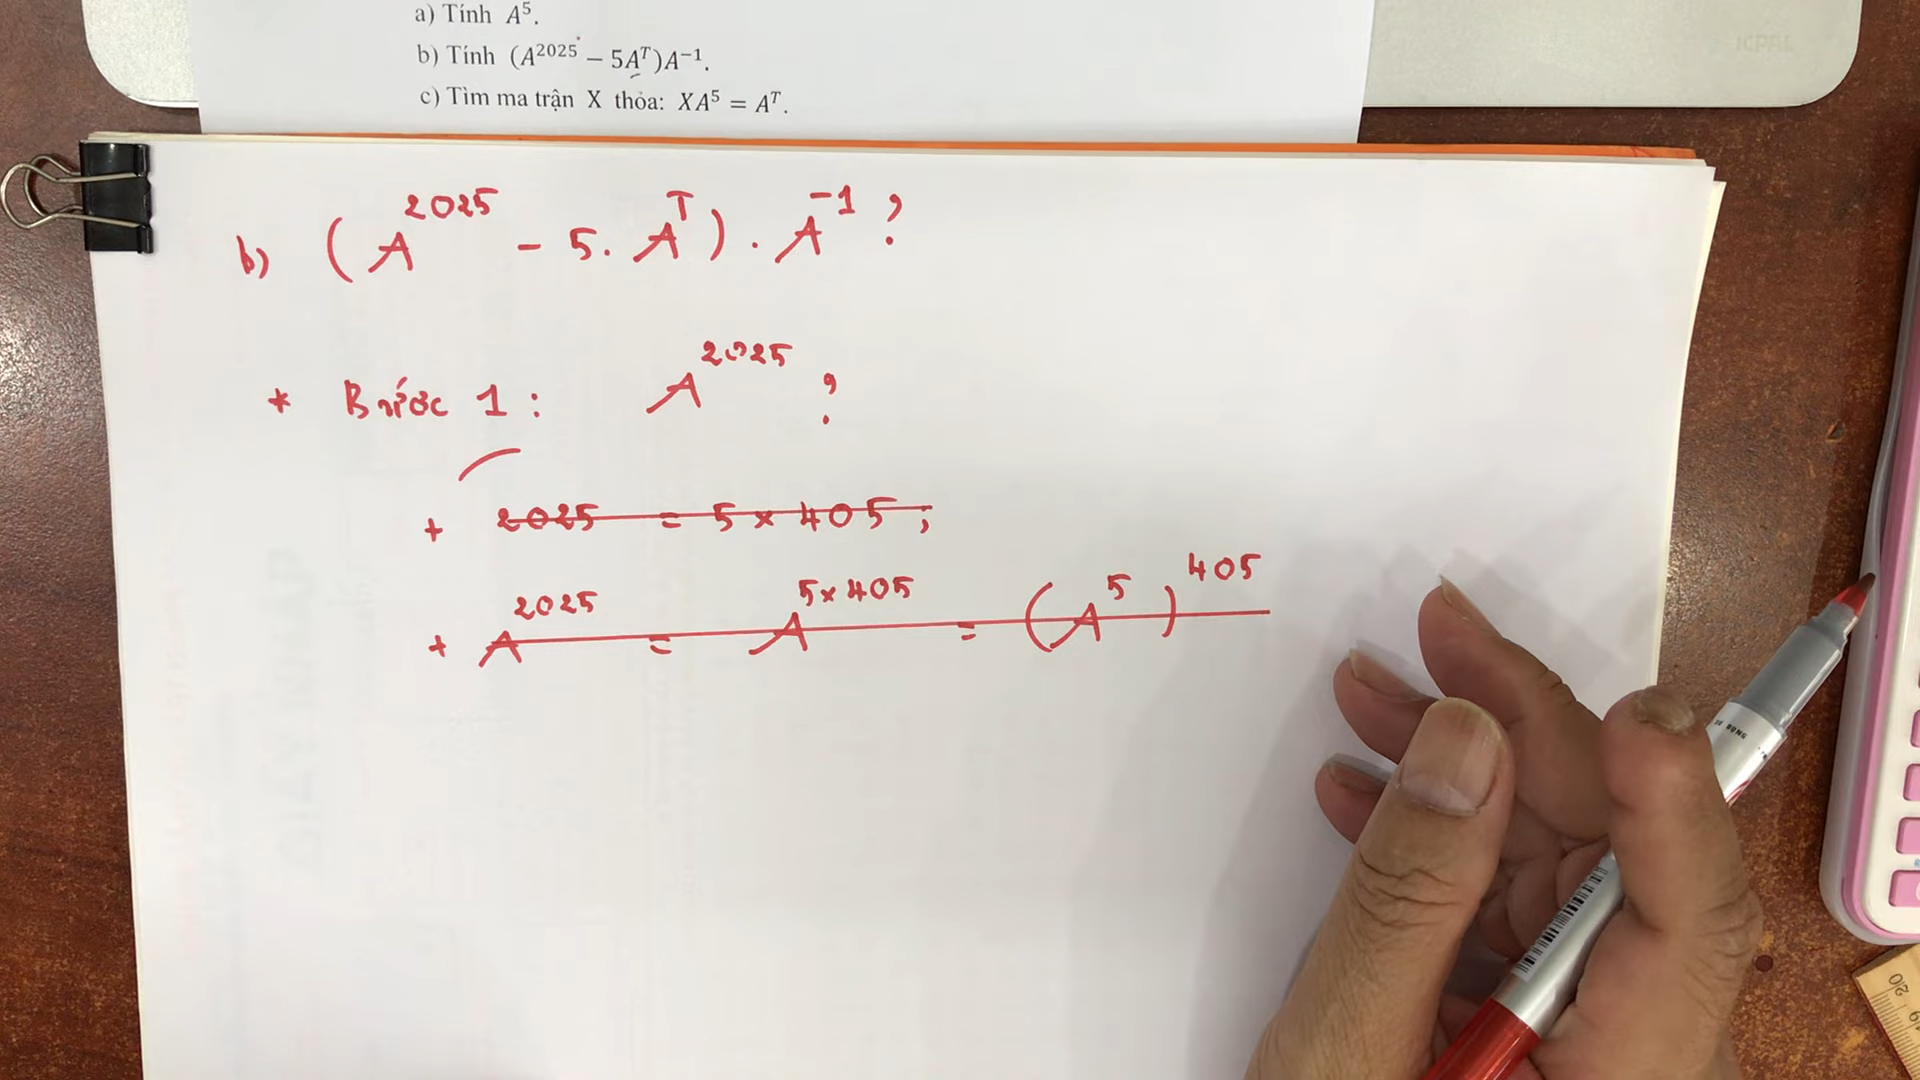 a) Tính A⁵.
b) Tính (A²⁰²⁵ − 5Aᵀ)A⁻¹.
c) Tìm ma trận X thỏa: XA⁵ = Aᵀ.
b) (A²⁰²⁵ − 5. Aᵀ) . A⁻¹ ?
* Bước 1 : A²⁰²⁵ ?
+ 2025 = 5 × 405 ;
+ A²⁰²⁵ = A⁵ˣ⁴⁰⁵ = (A⁵)⁴⁰⁵